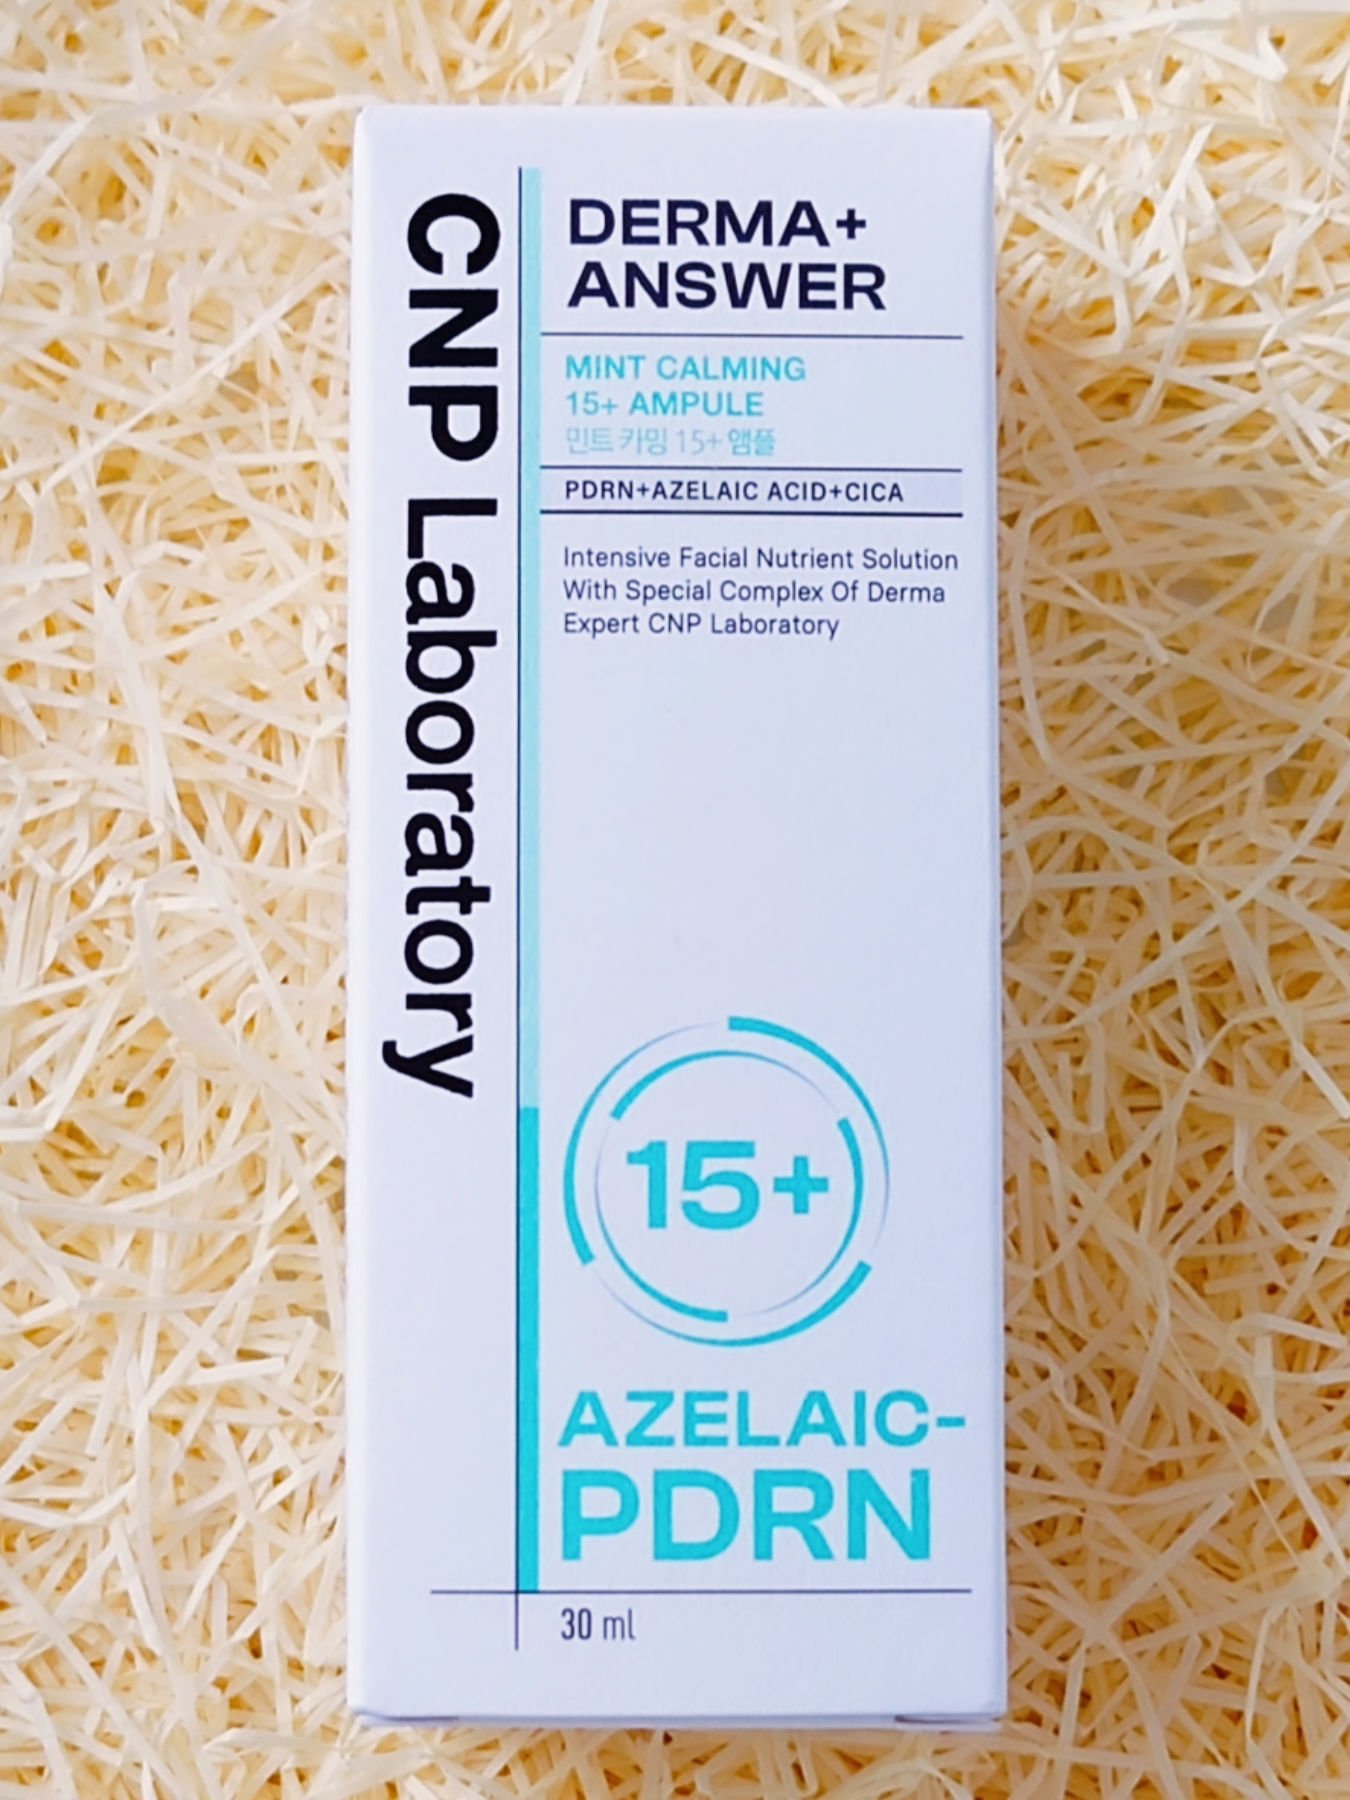 CNP Laboratory
DERMA+
ANSWER
MINT CALMING
15+ AMPULE
민트 카밍 15+ 앰플
PDRN+AZELAIC ACID+CICA
Intensive Facial Nutrient Solution
With Special Complex Of Derma
Expert CNP Laboratory
15+
AZELAIC-
PDRN
30 ml